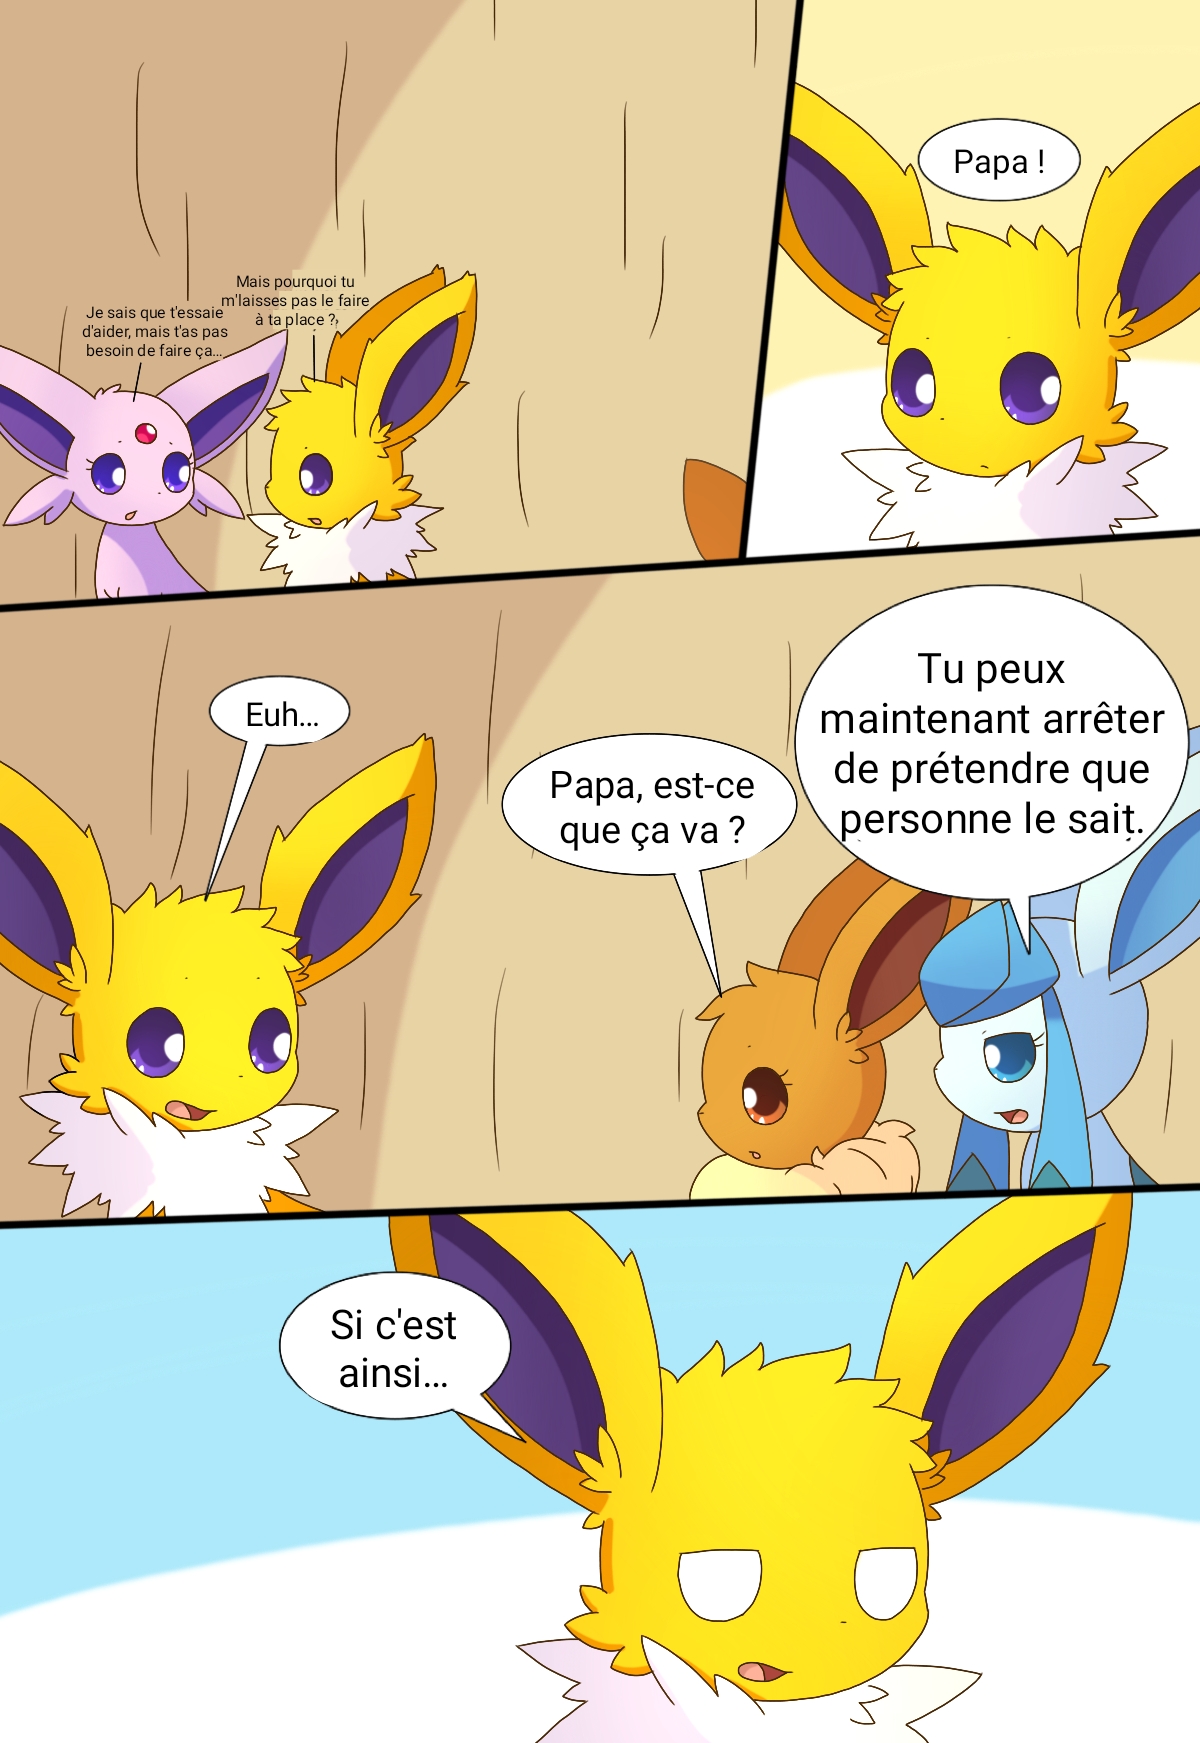 Je sais que t'essaie
d'aider, mais t'as pas
besoin de faire ça...
Mais pourquoi tu
m'laisses pas le faire
à ta place ?
Papa !
Euh...
Papa, est-ce
que ça va ?
Tu peux
maintenant arrêter
de prétendre que
personne le sait.
Si c'est
ainsi...